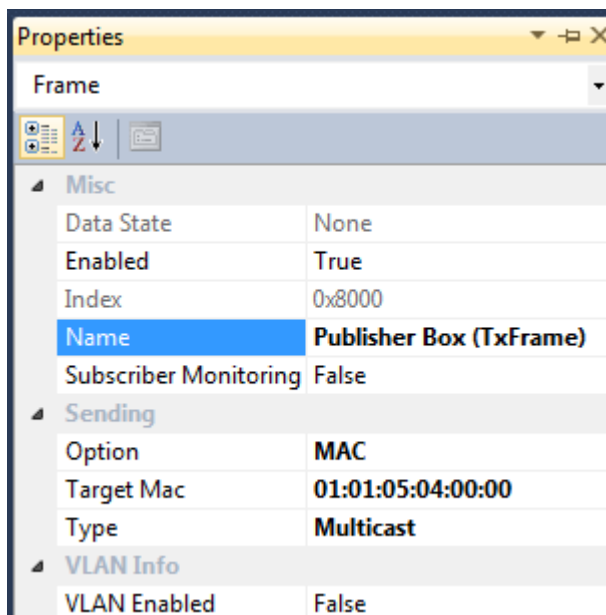 Properties
Frame
A
Z
Misc
Data State None
Enabled True
Index 0x8000
Name Publisher Box (TxFrame)
Subscriber Monitoring False
Sending
Option MAC
Target Mac 01:01:05:04:00:00
Type Multicast
VLAN Info
VLAN Enabled False